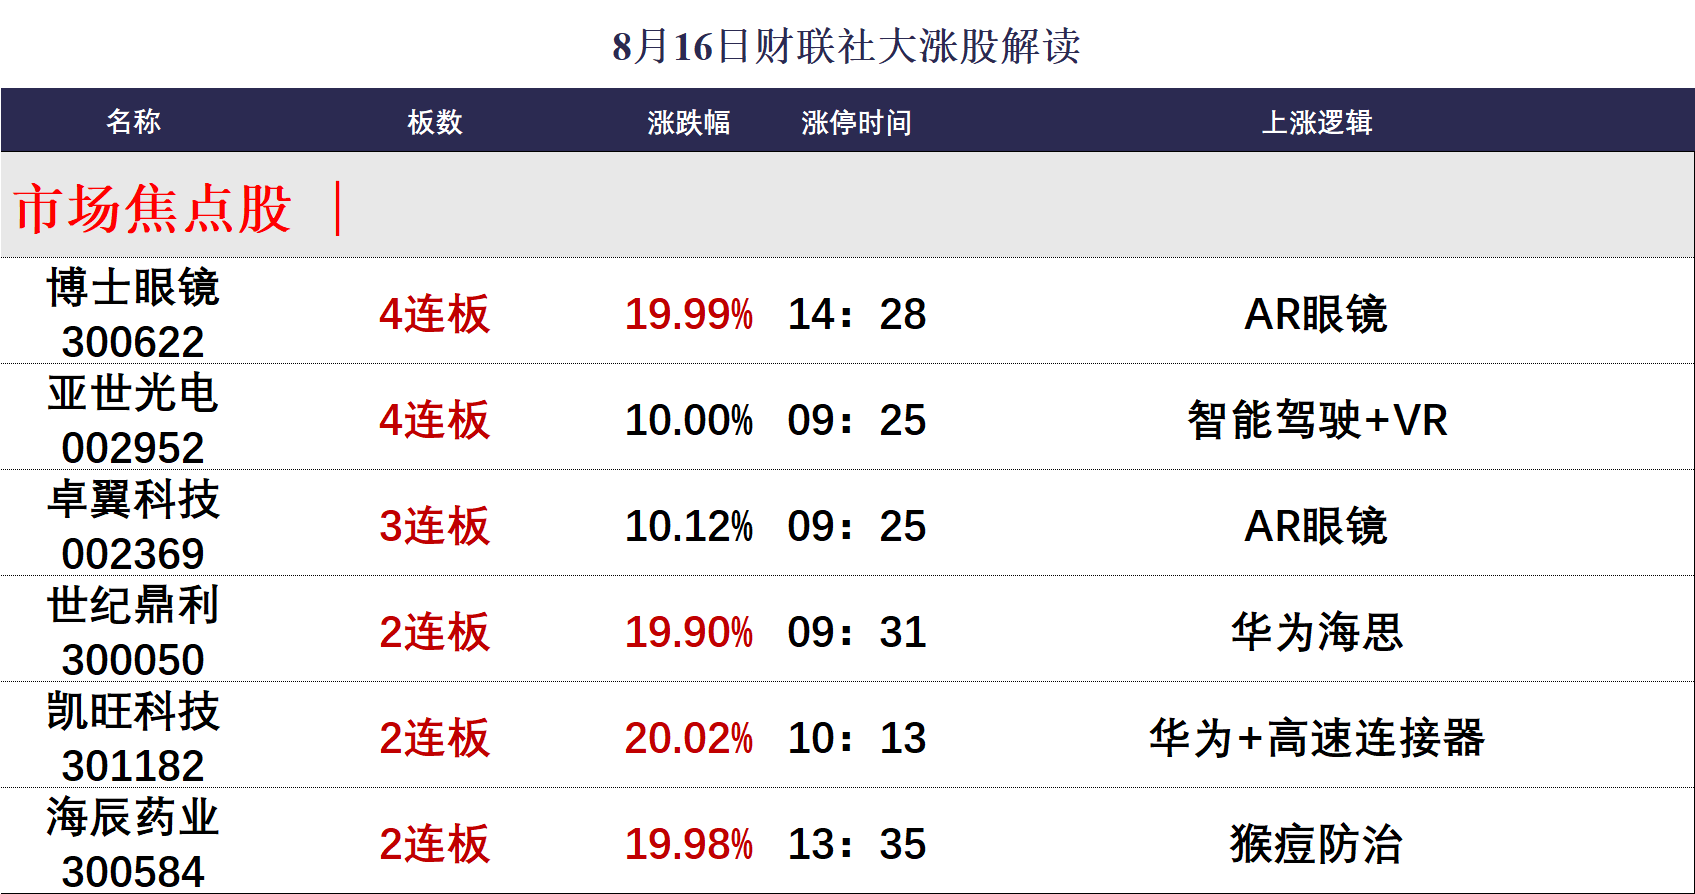 8月16日财联社大涨股解读
名称 板数 涨跌幅 涨停时间 上涨逻辑
市场焦点股 ｜
博士眼镜
300622 4连板 19.99% 14：28 AR眼镜
亚世光电
002952 4连板 10.00% 09：25 智能驾驶+VR
卓翼科技
002369 3连板 10.12% 09：25 AR眼镜
世纪鼎利
300050 2连板 19.90% 09：31 华为海思
凯旺科技
301182 2连板 20.02% 10：13 华为+高速连接器
海辰药业
300584 2连板 19.98% 13：35 猴痘防治